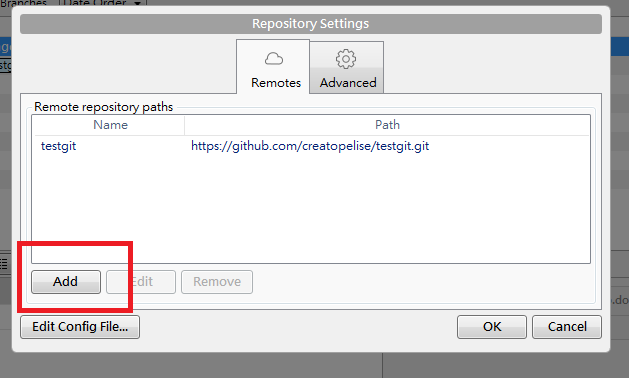 Branches
Date Order
Repository Settings
Remotes
Advanced
Remote repository paths
Name
Path
testgit
https://github.com/creatopelise/testgit.git
Add
Edit
Remove
Edit Config File...
OK
Cancel